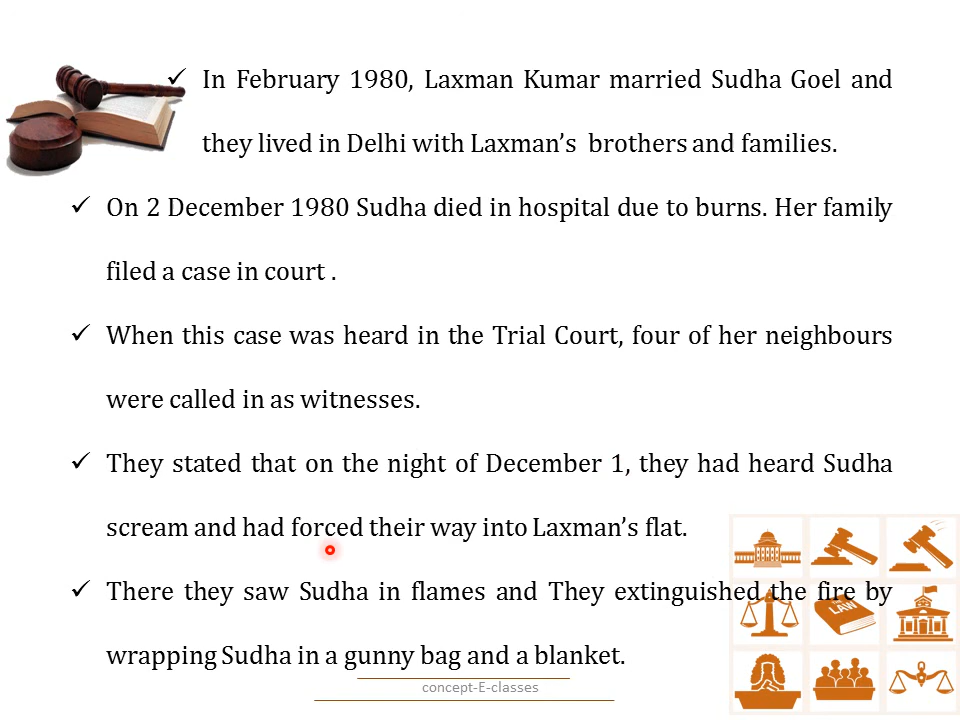 ✓ In February 1980, Laxman Kumar married Sudha Goel and
they lived in Delhi with Laxman’s  brothers and families.
✓ On 2 December 1980 Sudha died in hospital due to burns. Her family
filed a case in court .
✓ When this case was heard in the Trial Court, four of her neighbours
were called in as witnesses.
✓ They stated that on the night of December 1, they had heard Sudha
scream and had forced their way into Laxman’s flat.
✓ There they saw Sudha in flames and They extinguished the fire by
wrapping Sudha in a gunny bag and a blanket.
LAW
concept-E-classes